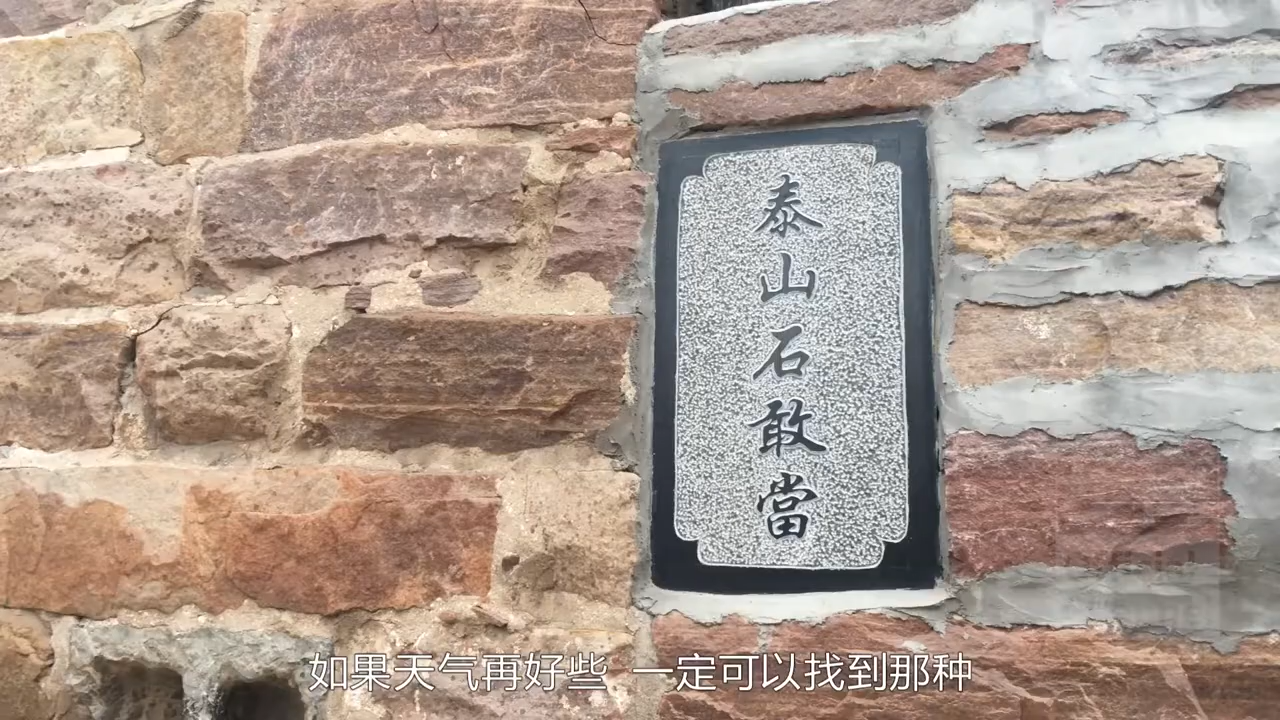 泰山石敢當
如果天气再好些 一定可以找到那种